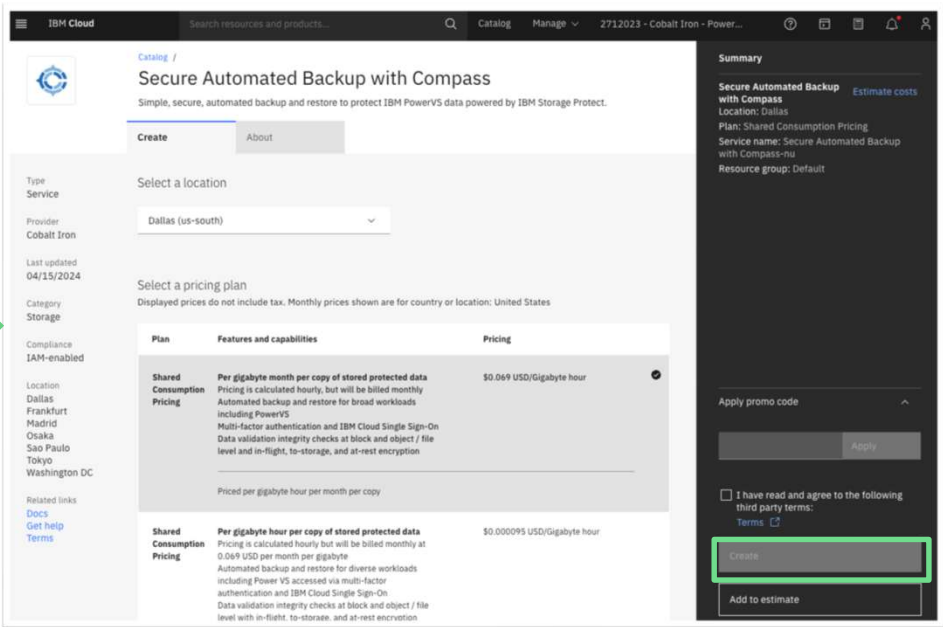 IBM Cloud
Search resources and products...
Catalog
Manage
2712023 - Cobalt Iron - Power...
Catalog /
Secure Automated Backup with Compass
Simple, secure, automated backup and restore to protect IBM PowerVS data powered by IBM Storage Protect.
Create
About
Type
Service
Provider
Cobalt Iron
Last updated
04/15/2024
Category
Storage
Compliance
IAM-enabled
Location
Dallas
Frankfurt
Madrid
Osaka
Sao Paulo
Tokyo
Washington DC
Related links
Docs
Get help
Terms
Select a location
Dallas (us-south)
Select a pricing plan
Displayed prices do not include tax. Monthly prices shown are for country or location: United States
Plan
Features and capabilities
Pricing
Shared
Consumption
Pricing
Per gigabyte month per copy of stored protected data
Pricing is calculated hourly, but will be billed monthly
Automated backup and restore for broad workloads
including PowerVS
Multi-factor authentication and IBM Cloud Single Sign-On
Data validation integrity checks at block and object / file
level and in-flight, to-storage, and at-rest encryption
$0.069 USD/Gigabyte hour
Priced per gigabyte hour per month per copy
Shared
Consumption
Pricing
Per gigabyte hour per copy of stored protected data
Pricing is calculated hourly but will be billed monthly at
0.069 USD per month per gigabyte
Automated backup and restore for diverse workloads
including Power VS accessed via multi-factor
authentication and IBM Cloud Single Sign-On
Data validation integrity checks at block and object / file
level with in-flight, to-storage, and at-rest encryption
$0.000095 USD/Gigabyte hour
Summary
Secure Automated Backup
with Compass
Estimate costs
Location: Dallas
Plan: Shared Consumption Pricing
Service name: Secure Automated Backup
with Compass-nu
Resource group: Default
Apply promo code
Apply
I have read and agree to the following
third party terms:
Terms
Create
Add to estimate